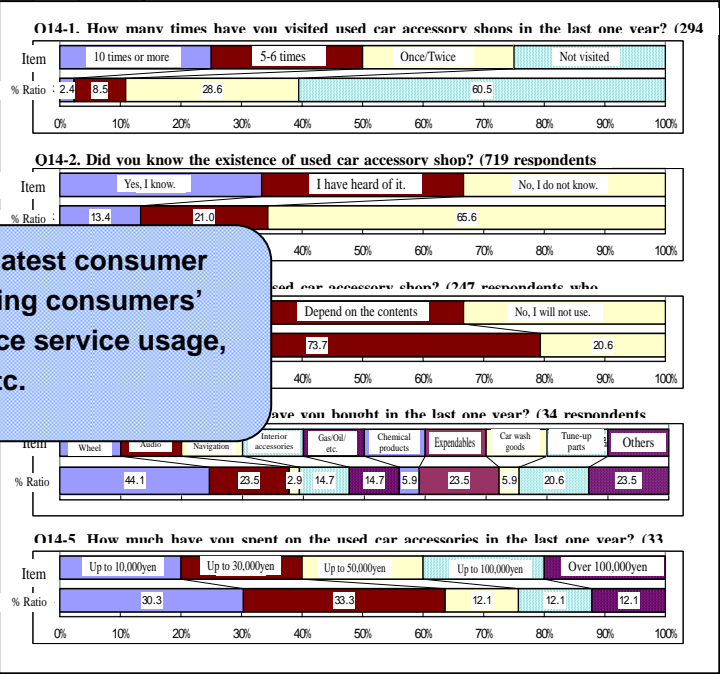 Q14-1. How many times have you visited used car accessory shops in the last one year? (294
Item 10 times or more 5-6 times Once/Twice Not visited
% Ratio 2.4 8.5 28.6 60.5
0% 10% 20% 30% 40% 50% 60% 70% 80% 90% 100%
Q14-2. Did you know the existence of used car accessory shop? (719 respondents
Item Yes, I know. I have heard of it. No, I do not know.
% Ratio 13.4 21.0 65.6
40% 50% 60% 70% 80% 90% 100%
atest consumer
ing consumers'
ce service usage,
tc.
sed car accessory shop? (247 respondents who
Depend on the contents No, I will not use.
73.7 20.6
40% 50% 60% 70% 80% 90% 100%
ave you bought in the last one year? (34 respondents
Item Wheel Audio Navigation Interior accessories Gas/Oil/ etc. Chemical products Expendables Car wash goods Tune-up parts Others
% Ratio 44.1 23.5 2.9 14.7 14.7 5.9 23.5 5.9 20.6 23.5
Q14-5. How much have you spent on the used car accessories in the last one year? (33
Item Up to 10,000yen Up to 30,000yen Up to 50,000yen Up to 100,000yen Over 100,000yen
% Ratio 30.3 33.3 12.1 12.1 12.1
0% 10% 20% 30% 40% 50% 60% 70% 80% 90% 100%